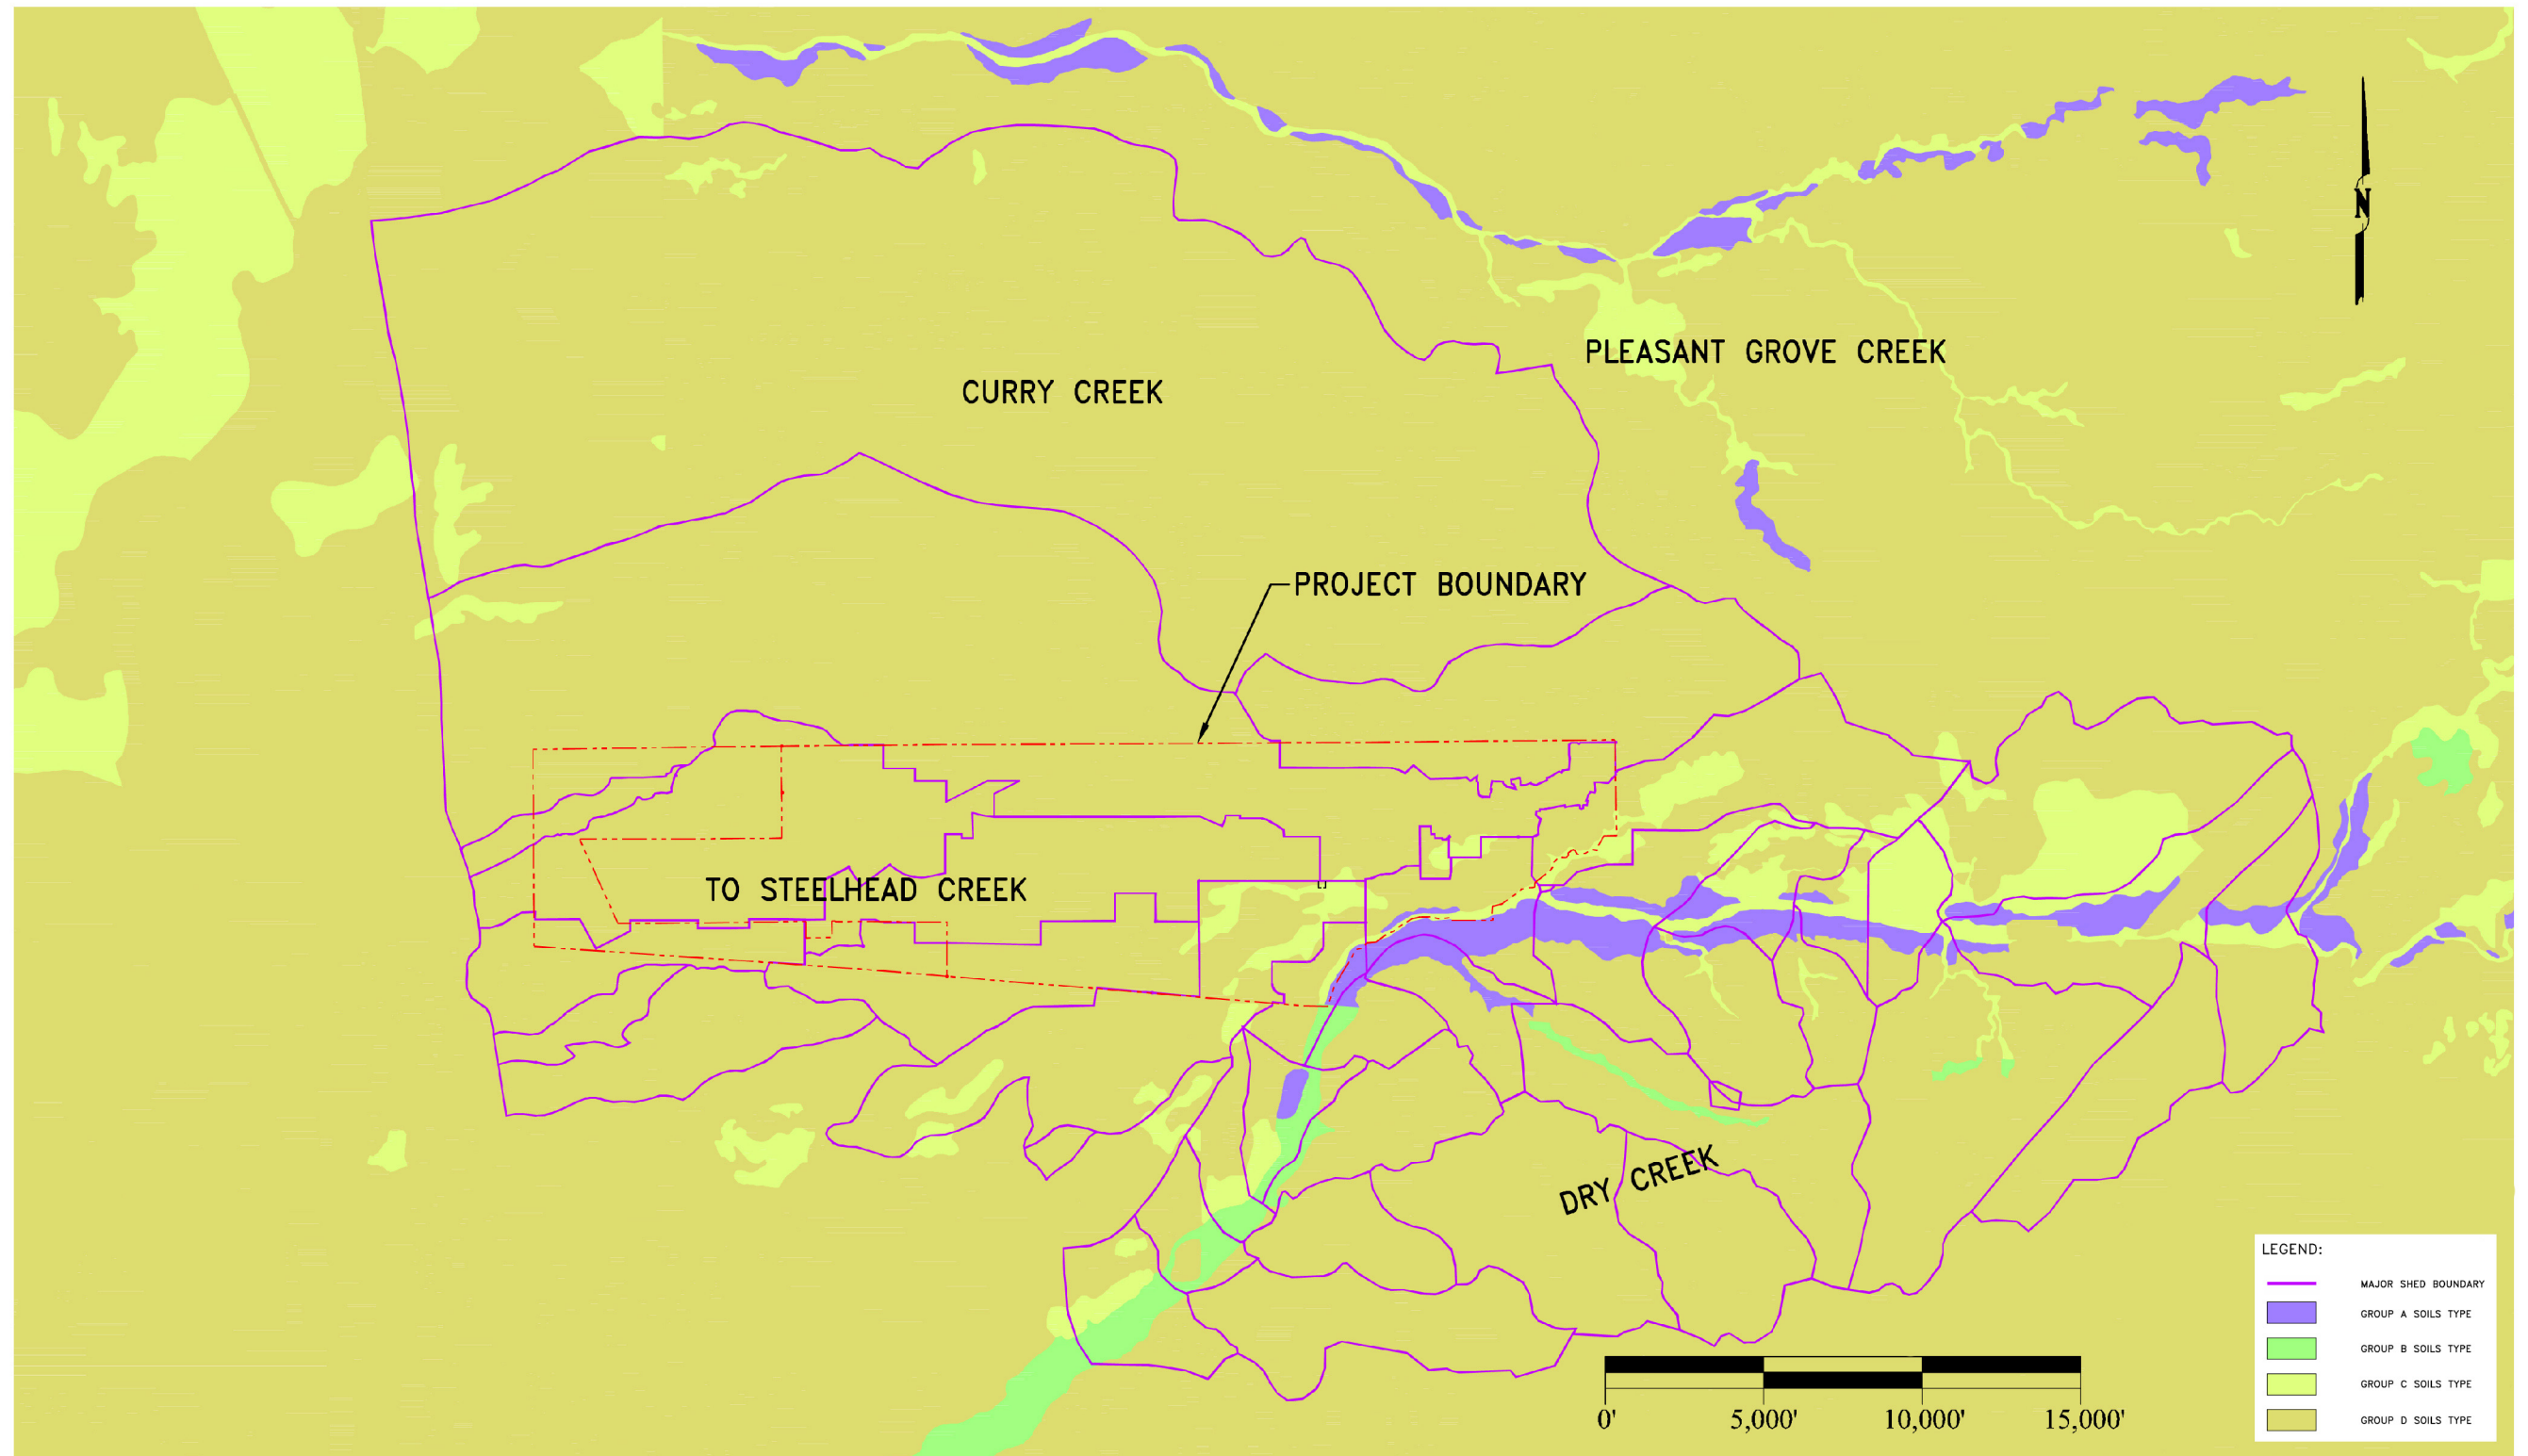 N
PLEASANT GROVE CREEK
CURRY CREEK
PROJECT BOUNDARY
TO STEELHEAD CREEK
DRY CREEK
LEGEND:
MAJOR SHED BOUNDARY
GROUP A SOILS TYPE
GROUP B SOILS TYPE
GROUP C SOILS TYPE
GROUP D SOILS TYPE
0' 5,000' 10,000' 15,000'